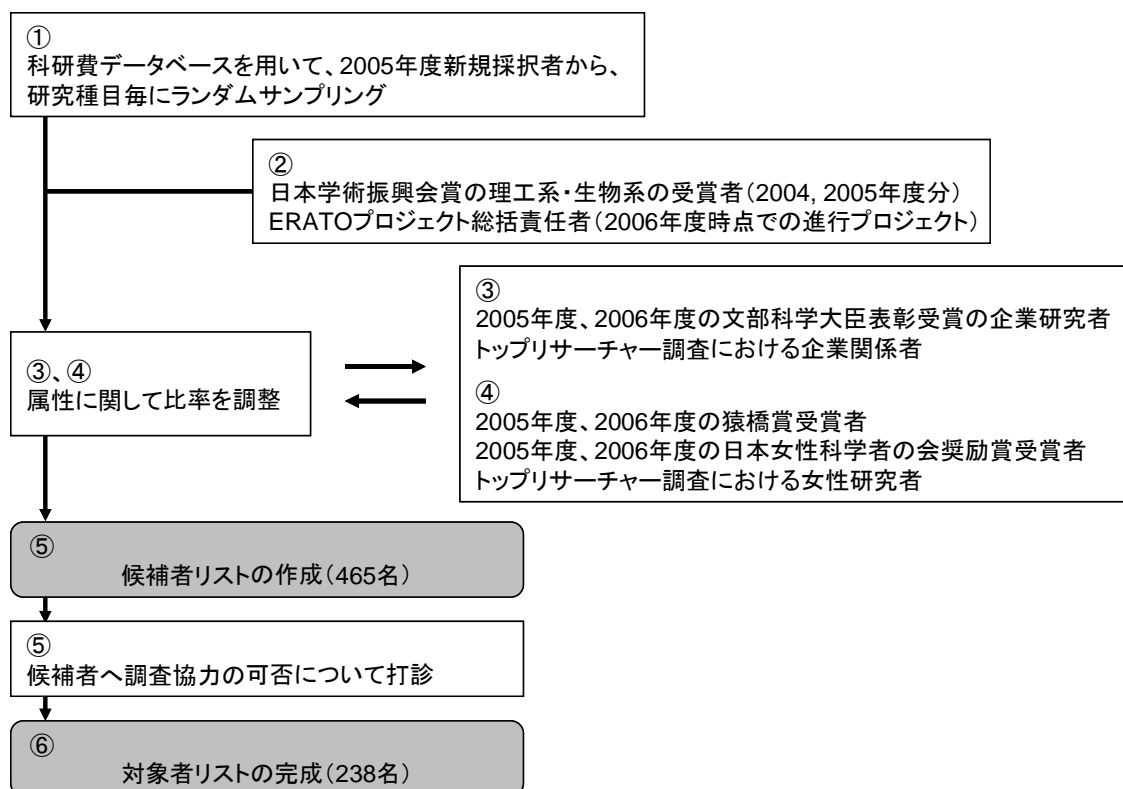 ①
科研費データベースを用いて、2005年度新規採択者から、
研究種目毎にランダムサンプリング
②
日本学術振興会賞の理工系・生物系の受賞者(2004, 2005年度分)
ERATOプロジェクト総括責任者(2006年度時点での進行プロジェクト)
③
2005年度、2006年度の文部科学大臣表彰受賞の企業研究者
トップリサーチャー調査における企業関係者
④
2005年度、2006年度の猿橋賞受賞者
2005年度、2006年度の日本女性科学者の会奨励賞受賞者
トップリサーチャー調査における女性研究者
③、④
属性に関して比率を調整
⑤
候補者リストの作成(465名)
⑤
候補者へ調査協力の可否について打診
⑥
対象者リストの完成(238名)